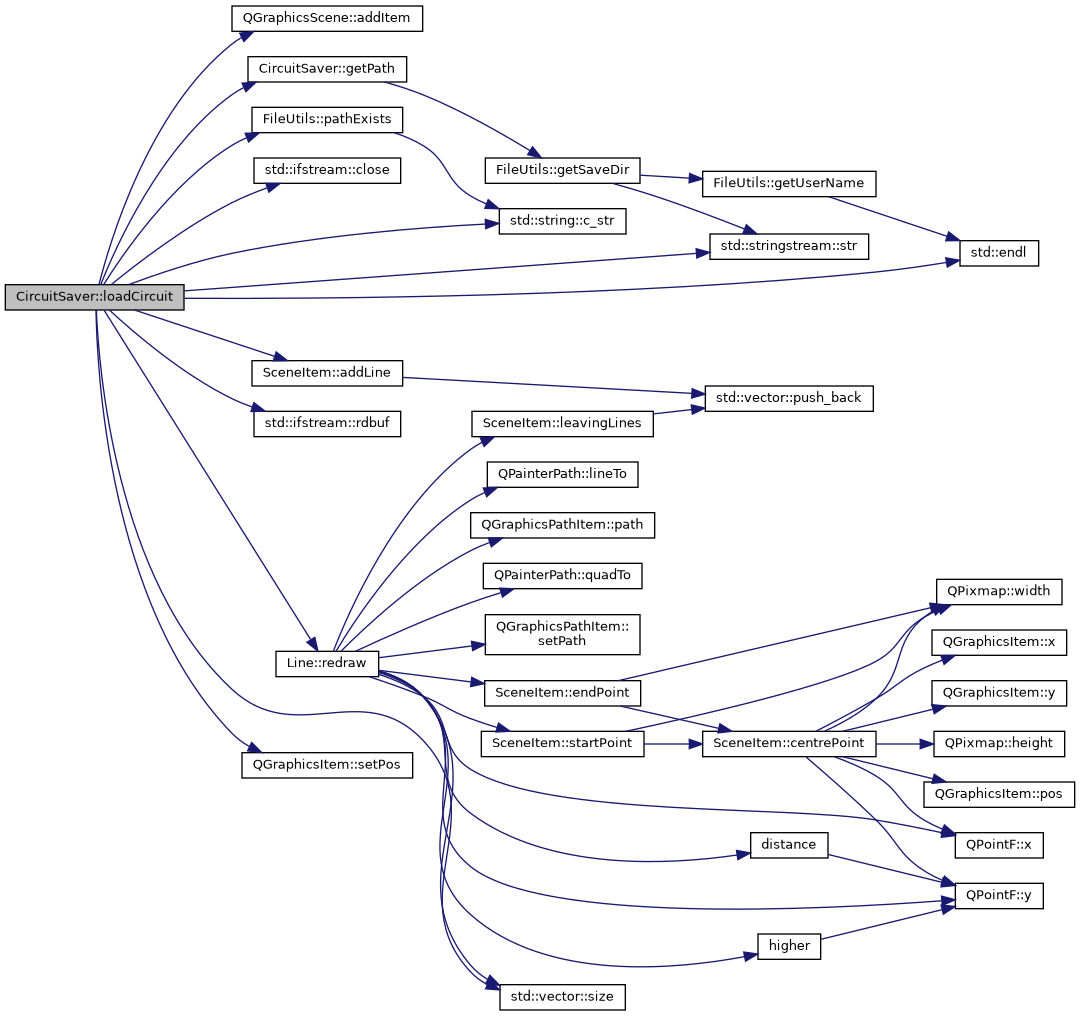 QGraphicsScene::addItem
CircuitSaver::getPath
FileUtils::pathExists
std::ifstream::close
FileUtils::getSaveDir
FileUtils::getUserName
std::string::c_str
std::stringstream::str
std::endl
CircuitSaver::loadCircuit
SceneItem::addLine
std::vector::push_back
std::ifstream::rdbuf
SceneItem::leavingLines
QPainterPath::lineTo
QGraphicsPathItem::path
QPainterPath::quadTo
QPixmap::width
QGraphicsPathItem::
setPath
QGraphicsItem::x
Line::redraw
SceneItem::endPoint
QGraphicsItem::y
SceneItem::startPoint
SceneItem::centrePoint
QPixmap::height
QGraphicsItem::setPos
QGraphicsItem::pos
distance
QPointF::x
QPointF::y
higher
std::vector::size